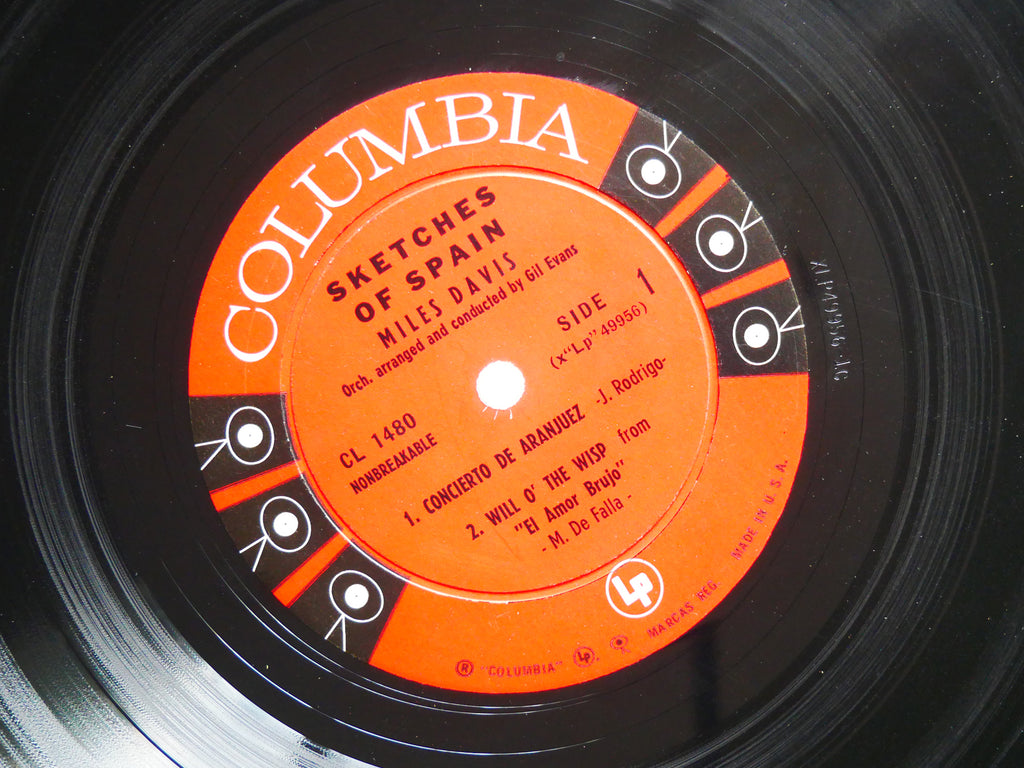 COLUMBIA
SKETCHES
OF SPAIN
MILES DAVIS
Orch. arranged and conducted by Gil Evans
SIDE 1
(x"Lp" 49956)
CL 1480
NONBREAKABLE
1. CONCIERTO DE ARANJUEZ -J. Rodrigo-
2. WILL O' THE WISP from
"El Amor Brujo"
- M. De Falla -
Lp
® "COLUMBIA" Lp MARCAS REG. MADE IN U.S.A.